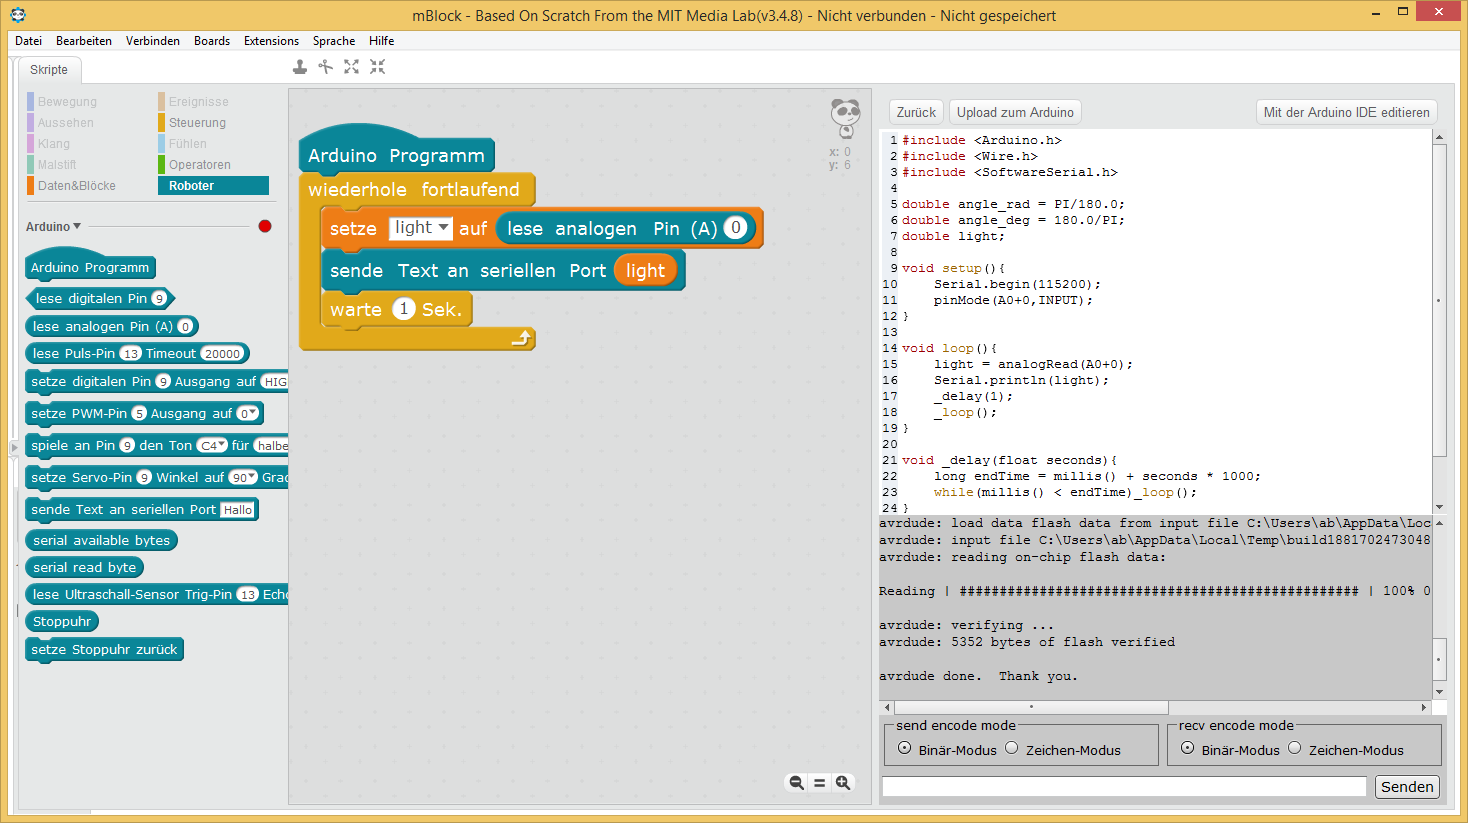 mBlock - Based On Scratch From the MIT Media Lab(v3.4.8) - Nicht verbunden - Nicht gespeichert
Datei Bearbeiten Verbinden Boards Extensions Sprache Hilfe
Skripte
Bewegung Ereignisse
Aussehen Steuerung
Klang Fühlen
Malstift Operatoren
Daten&Blöcke Roboter
Arduino
Arduino Programm
lese digitalen Pin 9
lese analogen Pin (A) 0
lese Puls-Pin 13 Timeout 20000
setze digitalen Pin 9 Ausgang auf HIG
setze PWM-Pin 5 Ausgang auf 0
spiele an Pin 9 den Ton C4 für halbe
setze Servo-Pin 9 Winkel auf 90 Grad
sende Text an seriellen Port Hallo
serial available bytes
serial read byte
lese Ultraschall-Sensor Trig-Pin 13 Echo
Stoppuhr
setze Stoppuhr zurück
Arduino Programm
wiederhole fortlaufend
setze light auf lese analogen Pin (A) 0
sende Text an seriellen Port light
warte 1 Sek.
x: 0
y: 6
Zurück Upload zum Arduino Mit der Arduino IDE editieren
1 #include <Arduino.h>
2 #include <Wire.h>
3 #include <SoftwareSerial.h>
4
5 double angle_rad = PI/180.0;
6 double angle_deg = 180.0/PI;
7 double light;
8
9 void setup(){
10 Serial.begin(115200);
11 pinMode(A0+0,INPUT);
12 }
13
14 void loop(){
15 light = analogRead(A0+0);
16 Serial.println(light);
17 _delay(1);
18 _loop();
19 }
20
21 void _delay(float seconds){
22 long endTime = millis() + seconds * 1000;
23 while(millis() < endTime)_loop();
24 }
avrdude: load data flash data from input file C:\Users\ab\AppData\Loc
avrdude: input file C:\Users\ab\AppData\Local\Temp\build1881702473048
avrdude: reading on-chip flash data:
Reading | ################################################## | 100% 0
avrdude: verifying ...
avrdude: 5352 bytes of flash verified
avrdude done.  Thank you.
send encode mode recv encode mode
Binär-Modus Zeichen-Modus Binär-Modus Zeichen-Modus
Senden